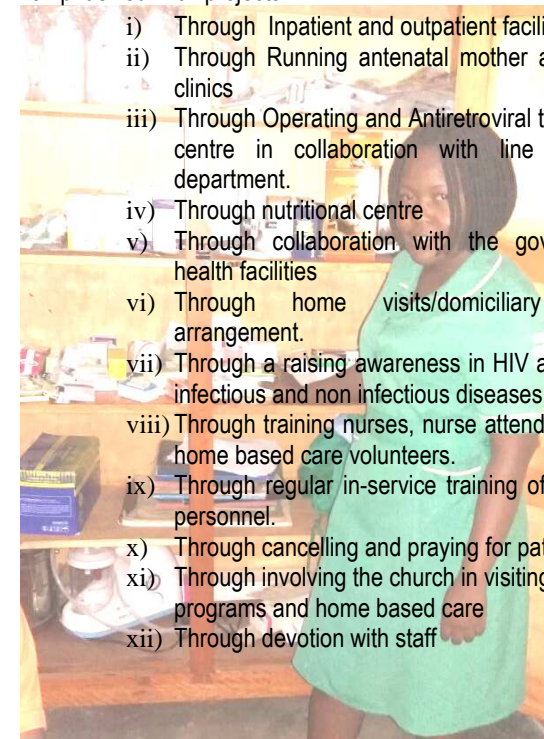 i) Through Inpatient and outpatient facili
ii) Through Running antenatal mother a
clinics
iii) Through Operating and Antiretroviral t
centre in collaboration with line
department.
iv) Through nutritional centre
v) Through collaboration with the gov
health facilities
vi) Through home visits/domiciliary
arrangement.
vii) Through a raising awareness in HIV a
infectious and non infectious diseases
viii) Through training nurses, nurse attend
home based care volunteers.
ix) Through regular in-service training of
personnel.
x) Through cancelling and praying for pat
xi) Through involving the church in visiting
programs and home based care
xii) Through devotion with staff